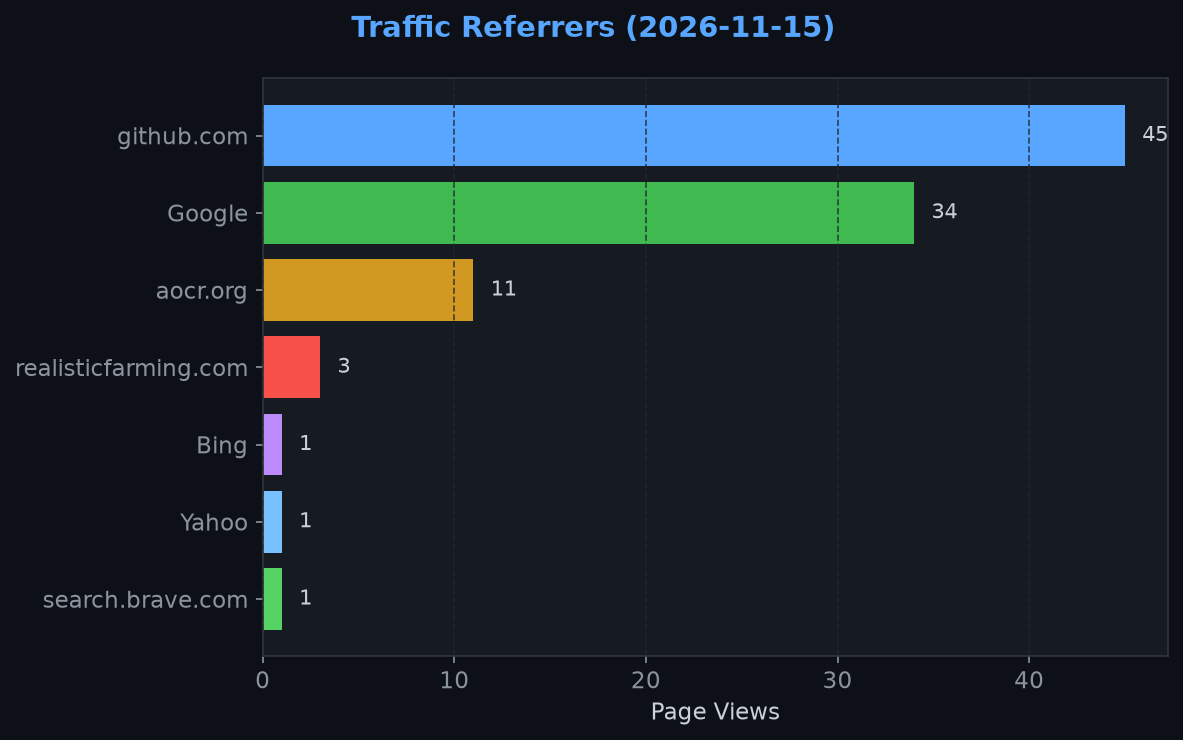 Traffic Referrers (2026-11-15)
github.com 45
Google 34
aocr.org 11
realisticfarming.com 3
Bing 1
Yahoo 1
search.brave.com 1
0 10 20 30 40
Page Views